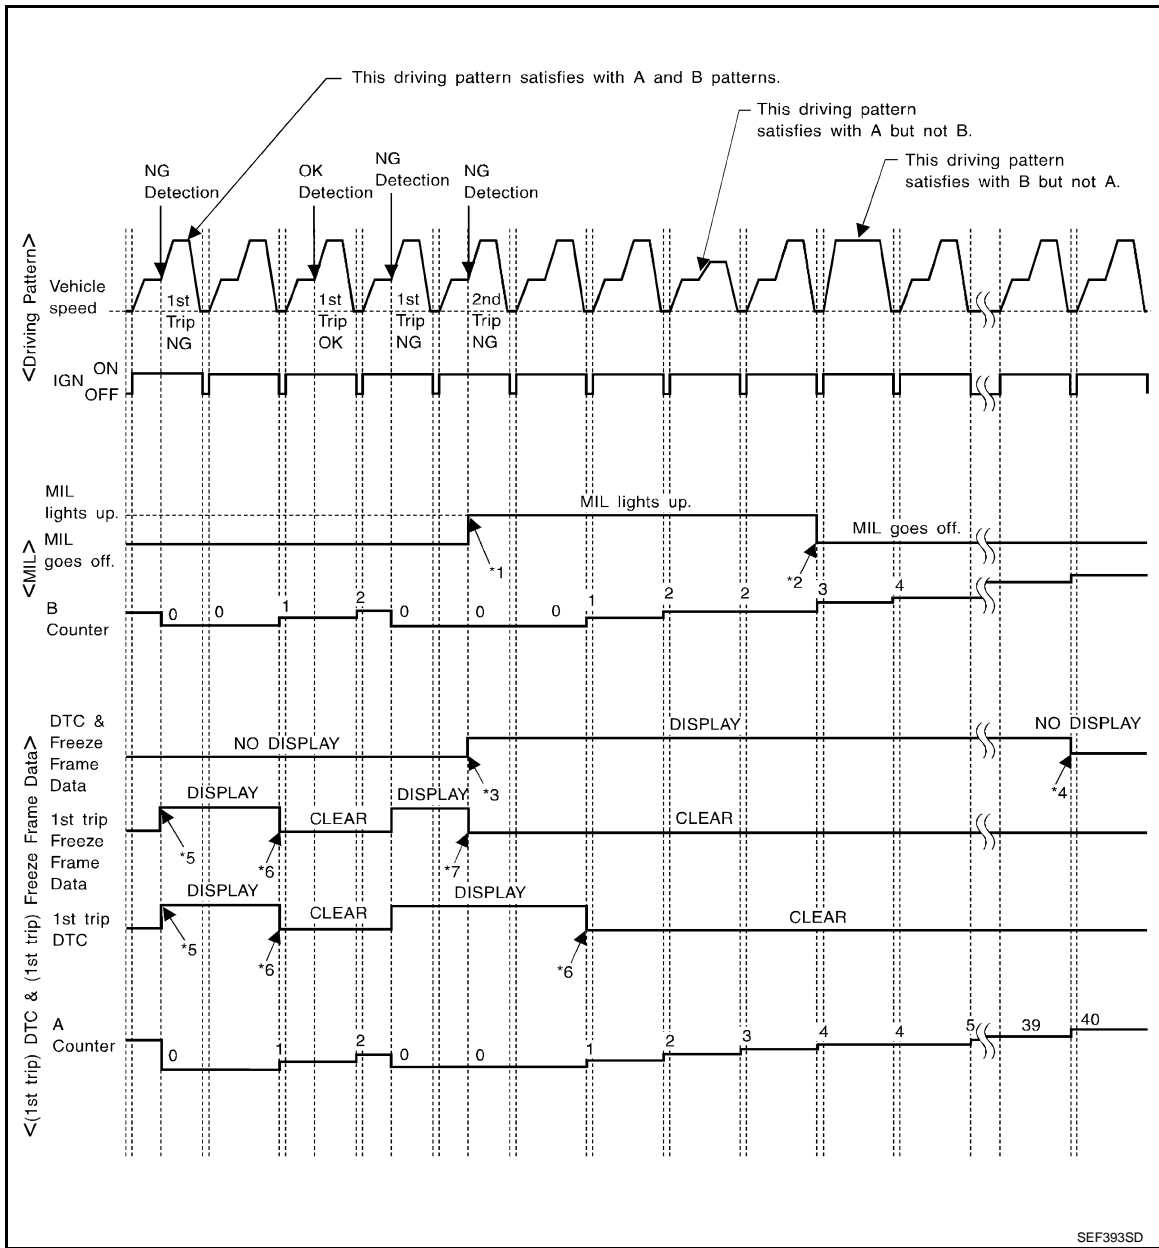 This driving pattern satisfies with A and B patterns.
This driving pattern
satisfies with A but not B.
This driving pattern
satisfies with B but not A.
NG
Detection
OK
Detection
NG
Detection
NG
Detection
<Driving Pattern>
Vehicle
speed
1st
Trip
NG
1st
Trip
OK
1st
Trip
NG
2nd
Trip
NG
IGN ON
OFF
<MIL>
MIL
lights up.
MIL lights up.
MIL
goes off.
MIL goes off.
*1
*2
B
Counter
0 0 1 2 0 0 0 1 2 2 3 4
<(1st trip) DTC & (1st trip) Freeze Frame Data>
DTC &
Freeze
Frame
Data
NO DISPLAY
DISPLAY
NO DISPLAY
*3
*4
1st trip
Freeze
Frame
Data
DISPLAY
CLEAR
DISPLAY
CLEAR
*5
*6
*7
1st trip
DTC
DISPLAY
CLEAR
DISPLAY
CLEAR
*5
*6
*6
A
Counter
0 1 2 0 0 1 2 3 4 4 5 39 40
SEF393SD